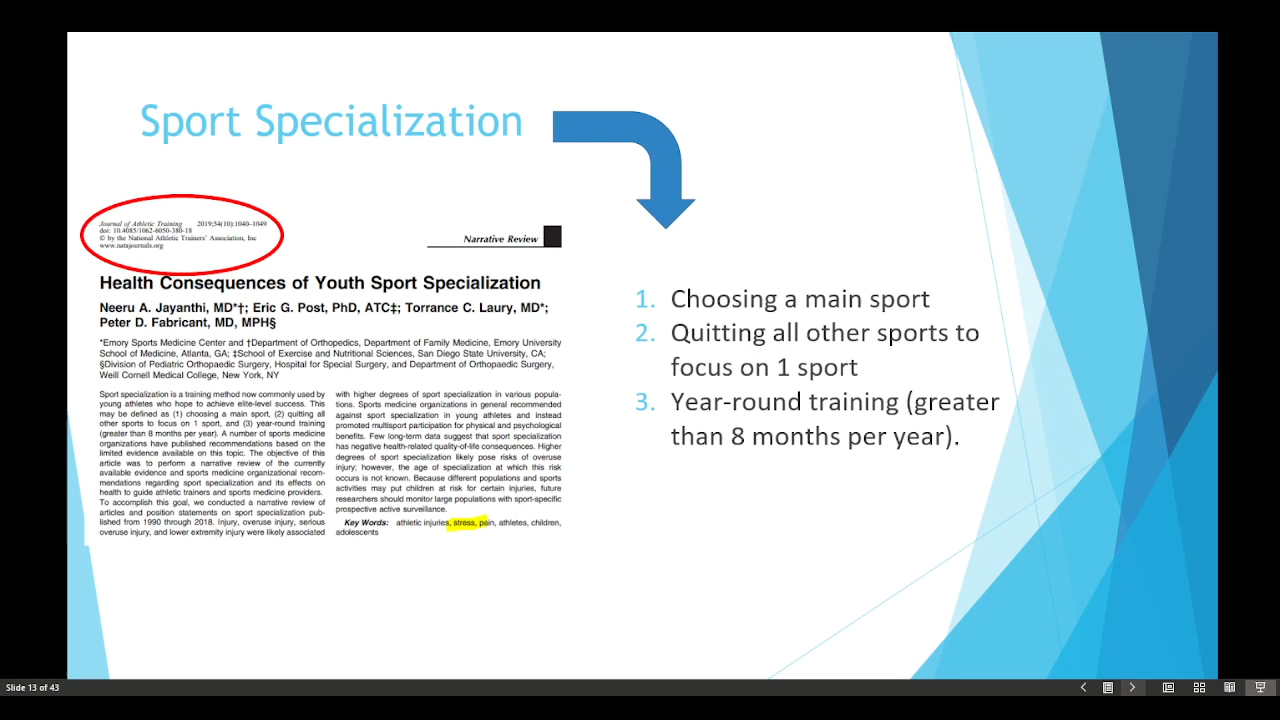 Sport Specialization
Journal of Athletic Training 2019;54(10):1040–1049
doi: 10.4085/1062-6050-380-18
© by the National Athletic Trainers' Association, Inc
www.natajournals.org
Narrative Review
Health Consequences of Youth Sport Specialization
Neeru A. Jayanthi, MD*†; Eric G. Post, PhD, ATC‡; Torrance C. Laury, MD*;
Peter D. Fabricant, MD, MPH§
*Emory Sports Medicine Center and †Department of Orthopedics, Department of Family Medicine, Emory University
School of Medicine, Atlanta, GA; ‡School of Exercise and Nutritional Sciences, San Diego State University, CA;
§Division of Pediatric Orthopaedic Surgery, Hospital for Special Surgery, and Department of Orthopaedic Surgery,
Weill Cornell Medical College, New York, NY
Sport specialization is a training method now commonly used by
young athletes who hope to achieve elite-level success. This
may be defined as (1) choosing a main sport, (2) quitting all
other sports to focus on 1 sport, and (3) year-round training
(greater than 8 months per year). A number of sports medicine
organizations have published recommendations based on the
limited evidence available on this topic. The objective of this
article was to perform a narrative review of the currently
available evidence and sports medicine organizational recom-
mendations regarding sport specialization and its effects on
health to guide athletic trainers and sports medicine providers.
To accomplish this goal, we conducted a narrative review of
articles and position statements on sport specialization pub-
lished from 1990 through 2018. Injury, overuse injury, serious
overuse injury, and lower extremity injury were likely associated
with higher degrees of sport specialization in various popula-
tions. Sports medicine organizations in general recommended
against sport specialization in young athletes and instead
promoted multisport participation for physical and psychological
benefits. Few long-term data suggest that sport specialization
has negative health-related quality-of-life consequences. Higher
degrees of sport specialization likely pose risks of overuse
injury; however, the age of specialization at which this risk
occurs is not known. Because different populations and sports
activities may put children at risk for certain injuries, future
researchers should monitor large populations with sport-specific
prospective active surveillance.
Key Words: athletic injuries, stress, pain, athletes, children,
adolescents
1. Choosing a main sport
2. Quitting all other sports to
focus on 1 sport
3. Year-round training (greater
than 8 months per year).
Slide 13 of 43